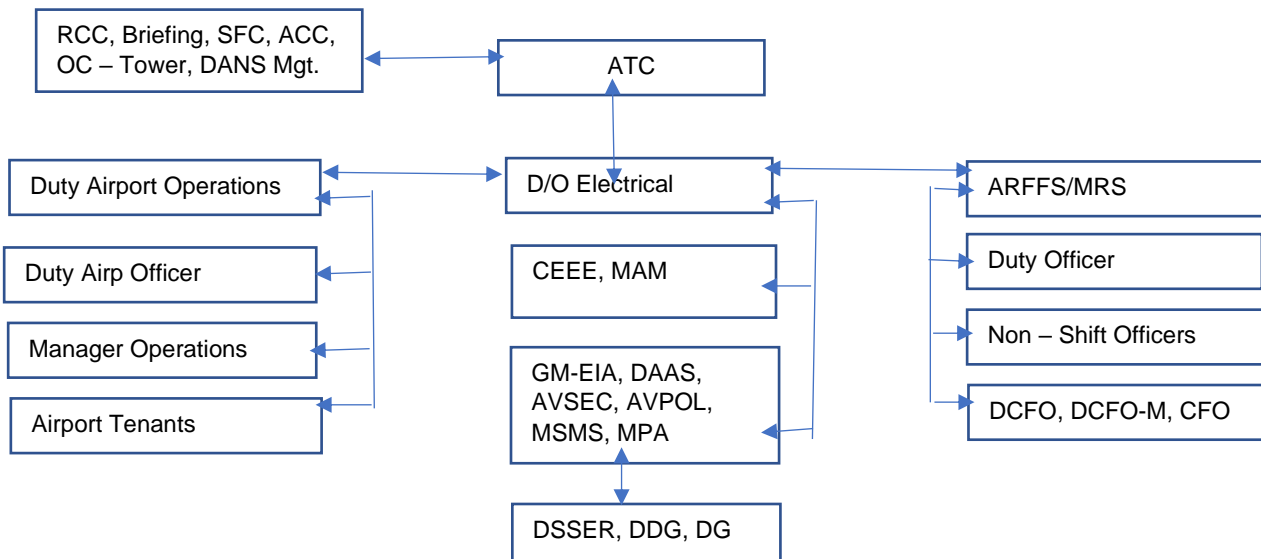 RCC, Briefing, SFC, ACC,
OC – Tower, DANS Mgt.
ATC
Duty Airport Operations
D/O Electrical
ARFFS/MRS
Duty Airp Officer
CEEE, MAM
Duty Officer
Manager Operations
GM-EIA, DAAS,
AVSEC, AVPOL,
MSMS, MPA
Non – Shift Officers
Airport Tenants
DCFO, DCFO-M, CFO
DSSER, DDG, DG